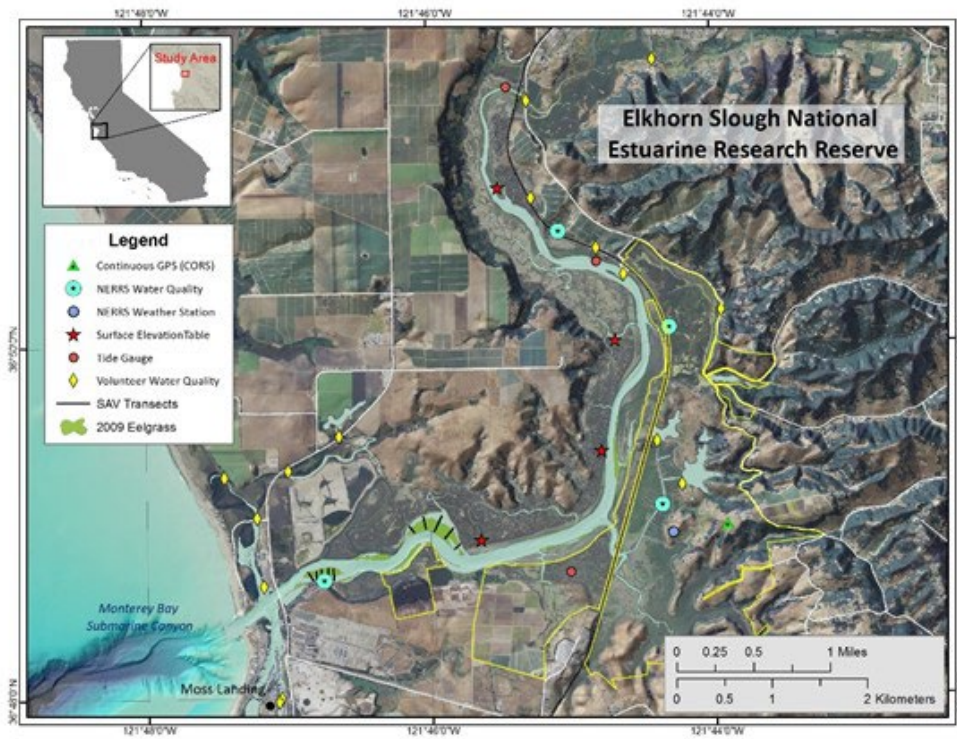 121°48'0"W
121°46'0"W
121°44'0"W
Study Area
Elkhorn Slough National
Estuarine Research Reserve
Legend
Continuous GPS (CORS)
NERRS Water Quality
NERRS Weather Station
Surface ElevationTable
Tide Gauge
Volunteer Water Quality
SAV Transects
2009 Eelgrass
Monterey Bay
Submarine Canyon
Moss Landing
0 0.25 0.5 1 Miles
0 0.5 1 2 Kilometers
36°48'0"N
121°48'0"W
121°46'0"W
121°44'0"W